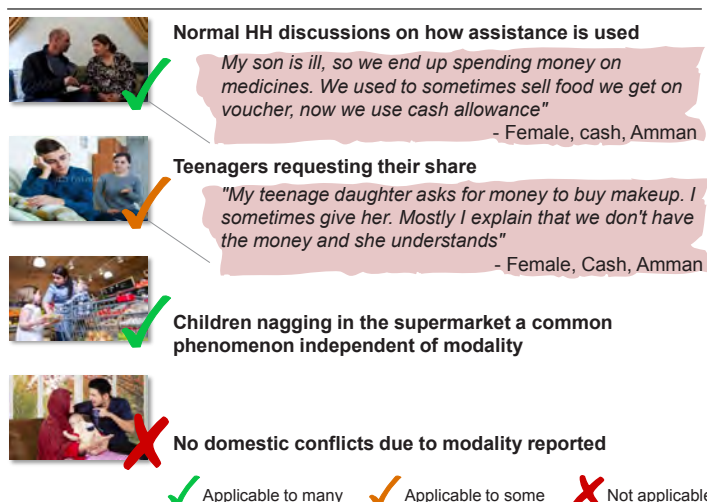 Normal HH discussions on how assistance is used
My son is ill, so we end up spending money on
medicines. We used to sometimes sell food we get on
voucher, now we use cash allowance"
- Female, cash, Amman
Teenagers requesting their share
"My teenage daughter asks for money to buy makeup. I
sometimes give her. Mostly I explain that we don't have
the money and she understands"
- Female, Cash, Amman
Children nagging in the supermarket a common
phenomenon independent of modality
No domestic conflicts due to modality reported
Applicable to many
Applicable to some
Not applicable